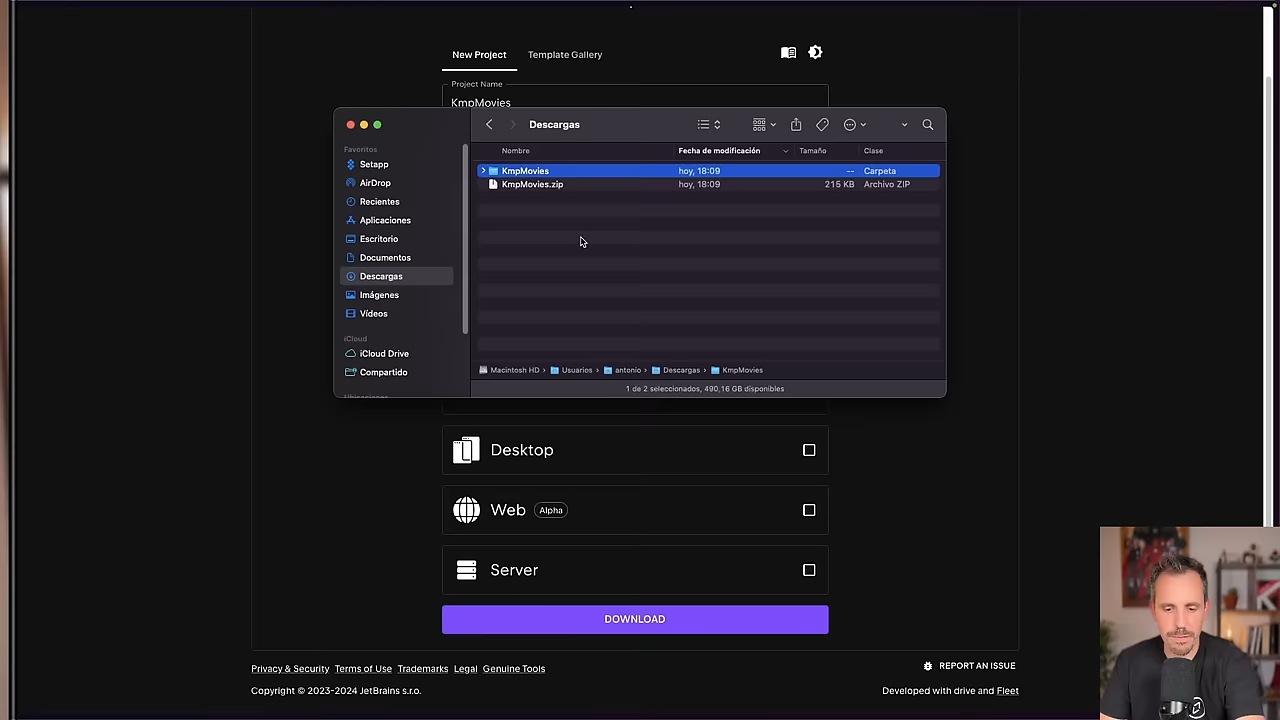 New Project
Template Gallery
Project Name
KmpMovies
Descargas
Favoritos
Setapp
AirDrop
Recientes
Aplicaciones
Escritorio
Documentos
Descargas
Imágenes
Vídeos
iCloud
iCloud Drive
Compartido
Nombre
Fecha de modificación
Tamaño
Clase
KmpMovies
hoy, 18:09
--
Carpeta
KmpMovies.zip
hoy, 18:09
215 KB
Archivo ZIP
Macintosh HD › Usuarios › antonio › Descargas › KmpMovies
1 de 2 seleccionados, 490,16 GB disponibles
Desktop
Web Alpha
Server
DOWNLOAD
Privacy & Security Terms of Use Trademarks Legal Genuine Tools
REPORT AN ISSUE
Copyright © 2023-2024 JetBrains s.r.o.
Developed with drive and Fleet